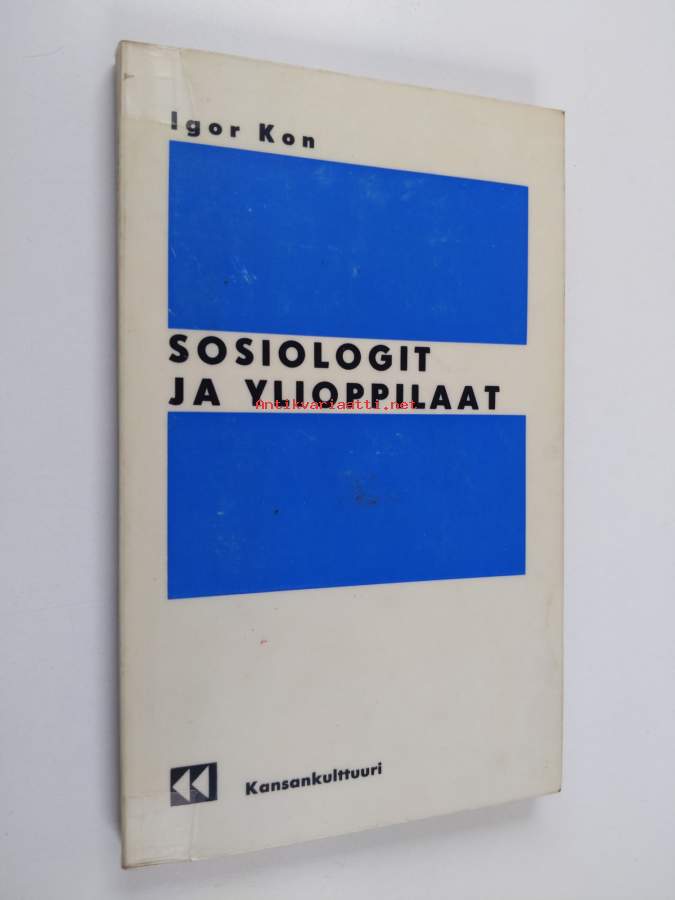 Igor Kon
SOSIOLOGIT
JA YLIOPPILAAT
Antikvariaatti.net
Kansankulttuuri